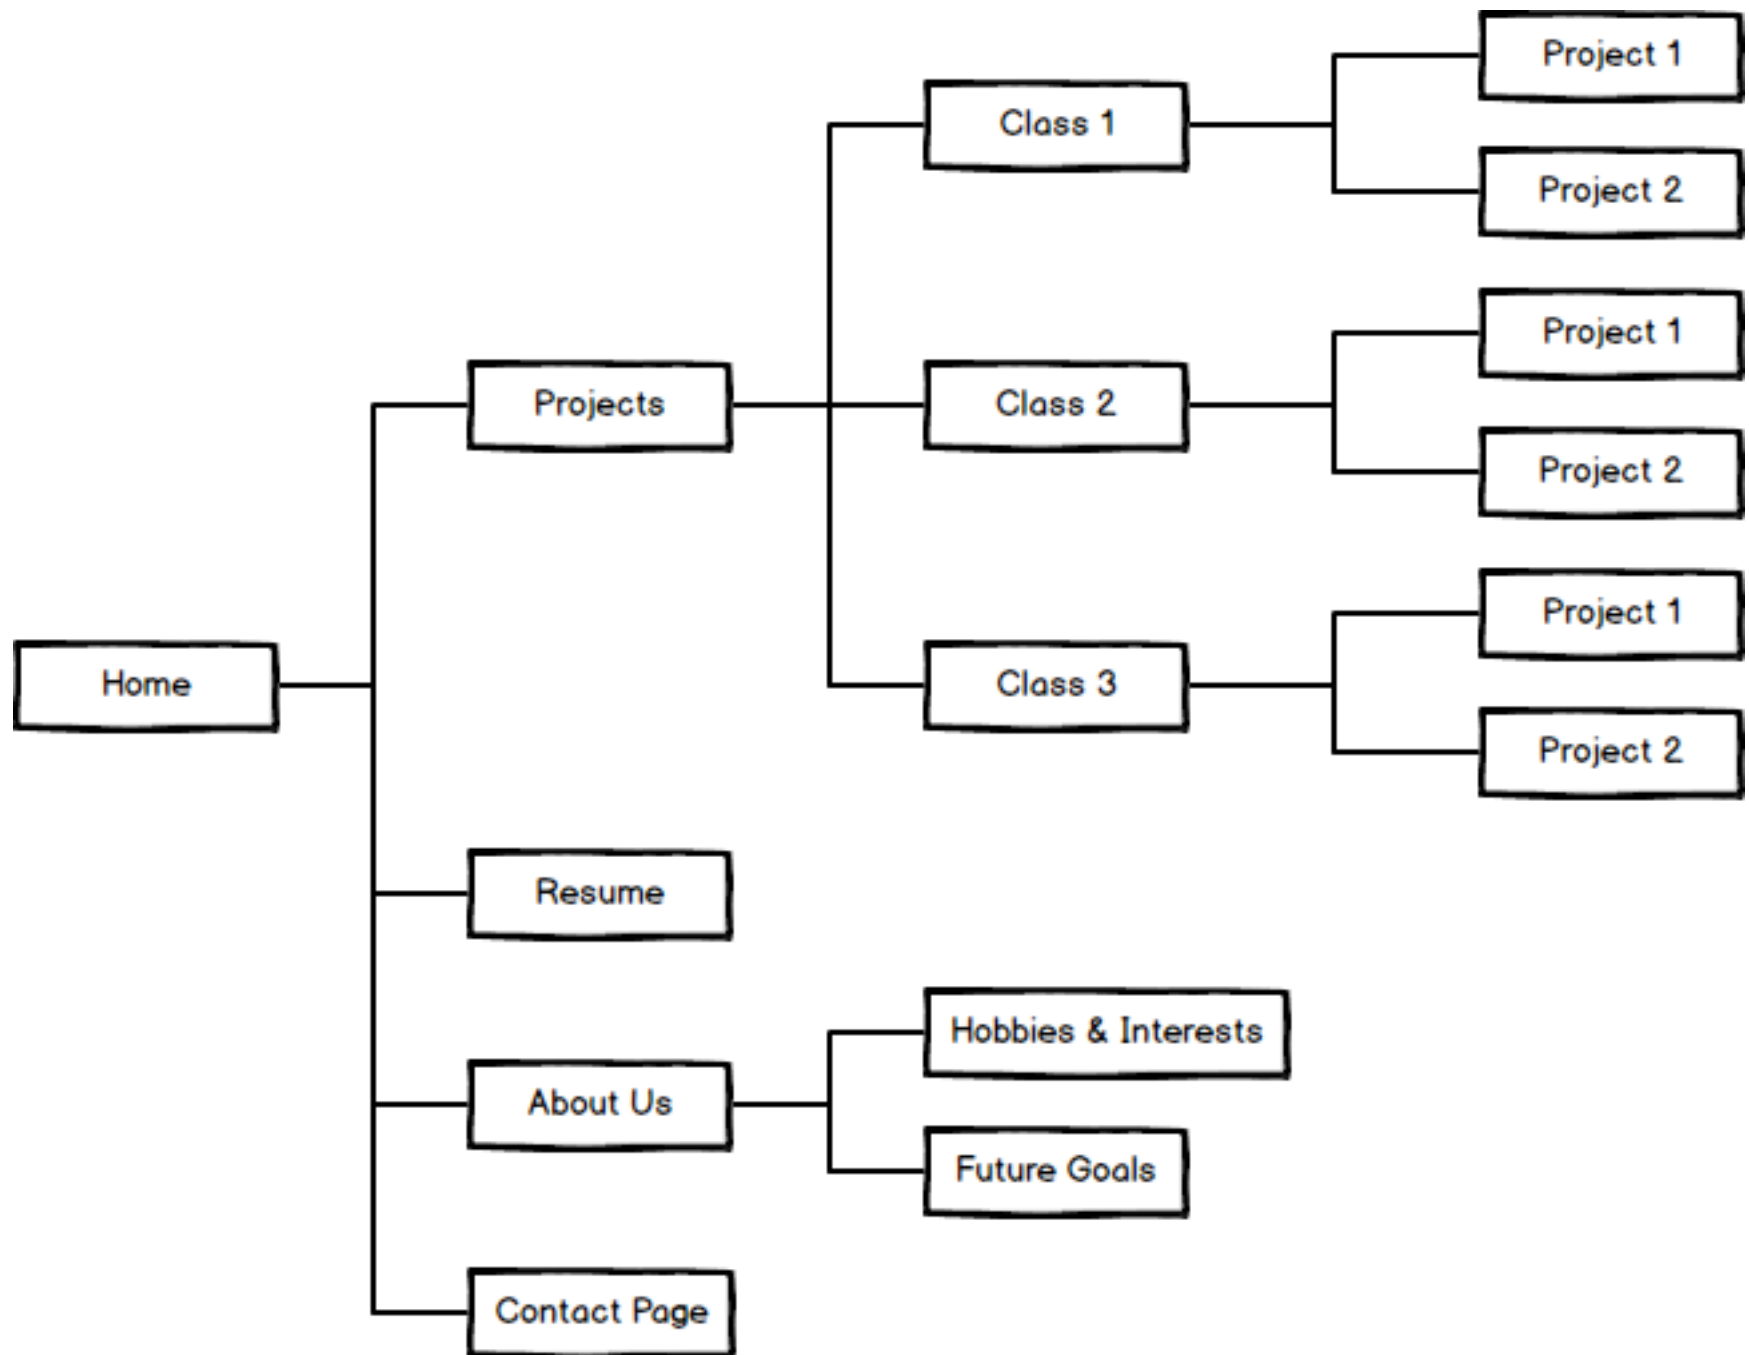 Home
Projects
Class 1
Project 1
Project 2
Class 2
Project 1
Project 2
Class 3
Project 1
Project 2
Resume
About Us
Hobbies & Interests
Future Goals
Contact Page